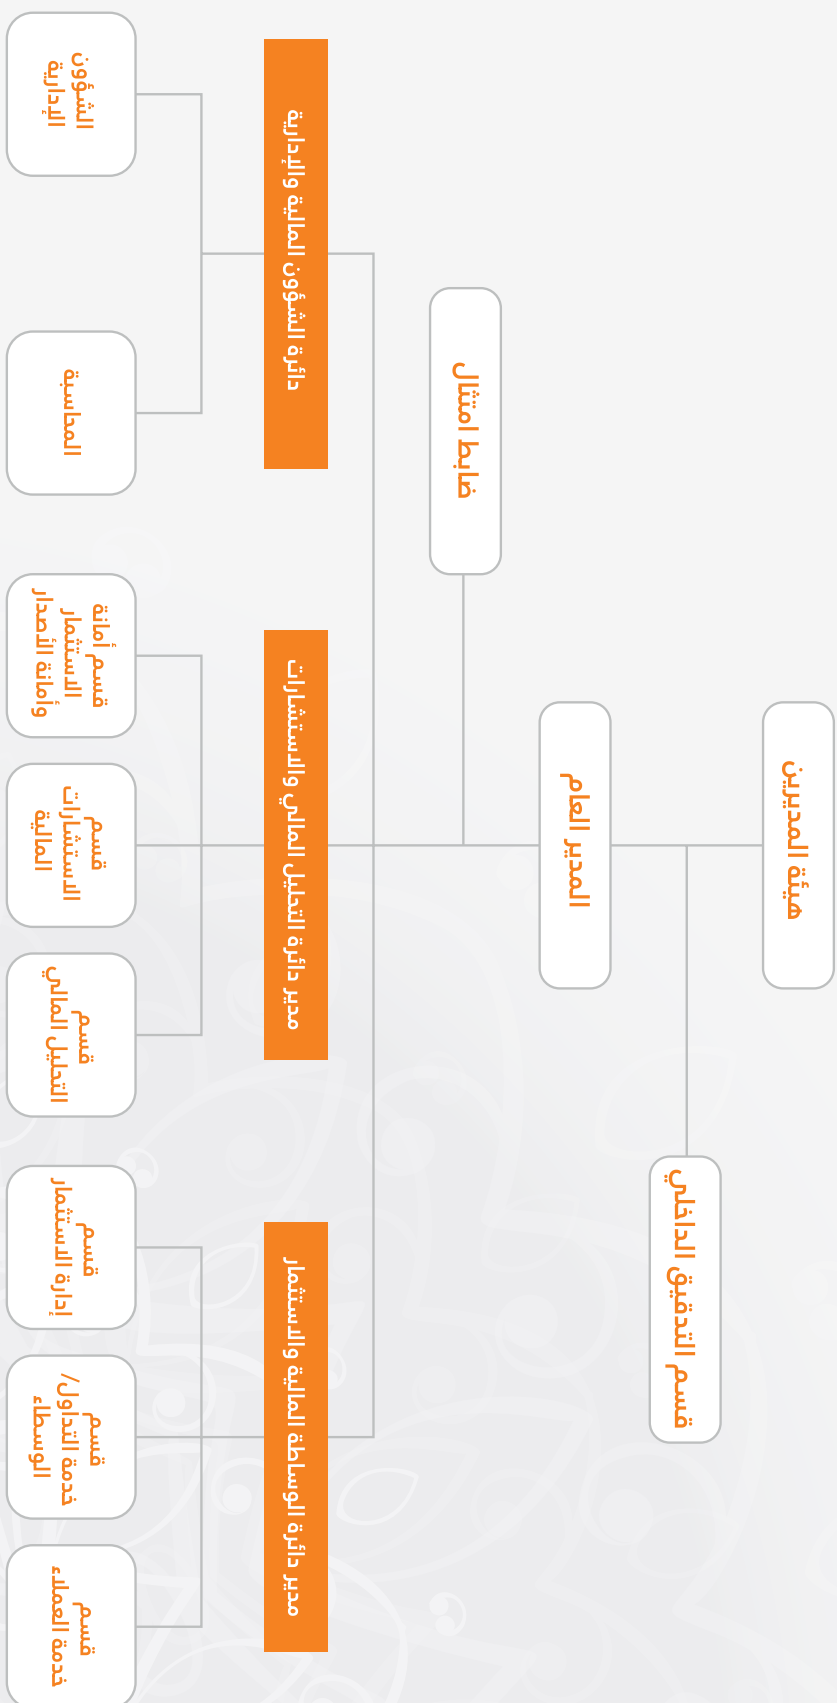 هيئة المديرين
قسم التدقيق الداخلي
المدير العام
ضابط امتثال
مدير دائرة الوساطة المالية والاستثمار
مدير دائرة التحليل المالي والاستشارات
دائرة الشؤون المالية والإدارية
قسم
خدمة العملاء
قسم
خدمة التداول/
الوسطاء
قسم
إدارة الاستثمار
قسم
التحليل المالي
قسم
الاستشارات
المالية
قسم أمانة
الاستثمار
وأمانة الأصدار
المحاسبة
الشؤون
الإدارية